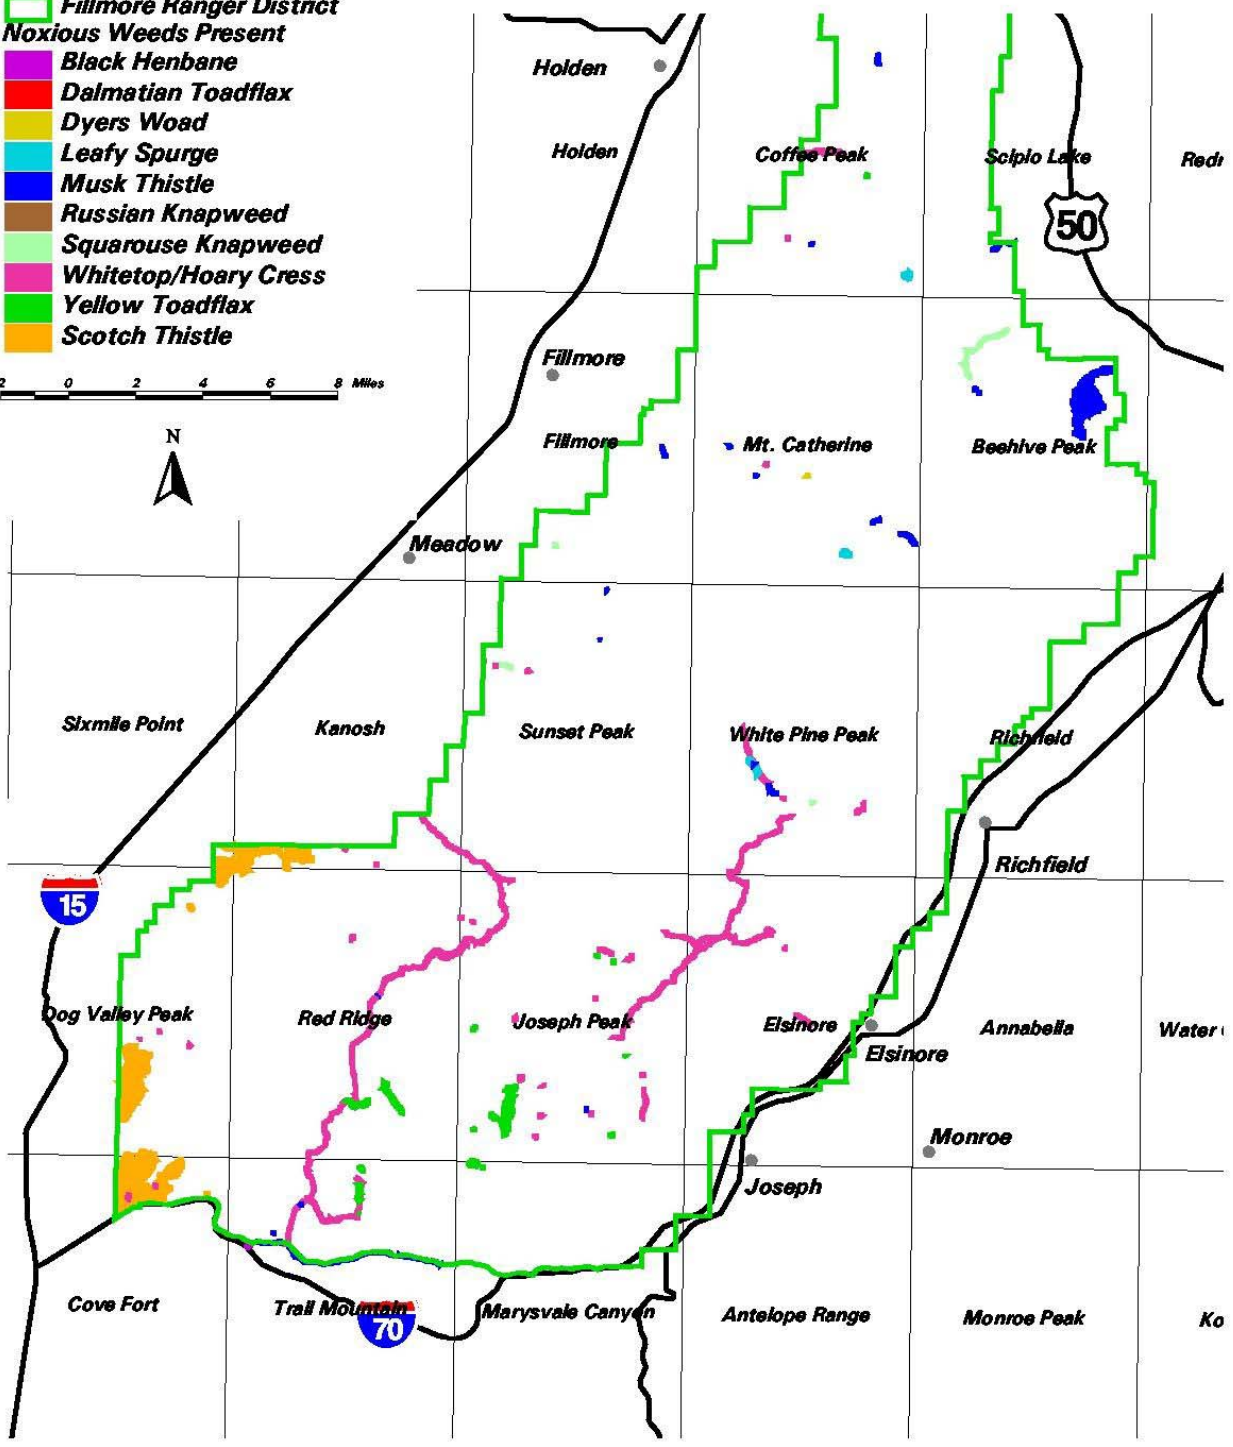 Fillmore Ranger District
Noxious Weeds Present
Black Henbane
Dalmatian Toadflax
Dyers Woad
Leafy Spurge
Musk Thistle
Russian Knapweed
Squarouse Knapweed
Whitetop/Hoary Cress
Yellow Toadflax
Scotch Thistle
2 0 2 4 6 8 Miles
N
Holden
Holden
Coffee Peak
Scipio Lake
Redr
50
Fillmore
Fillmore
Mt. Catherine
Beehive Peak
Meadow
Sixmile Point
Kanosh
Sunset Peak
White Pine Peak
Richfield
Richfield
15
Dog Valley Peak
Red Ridge
Joseph Peak
Elsinore
Annabella
Water
Elsinore
Monroe
Joseph
Cove Fort
Trail Mountain
Marysvale Canyon
Antelope Range
Monroe Peak
Ko
70